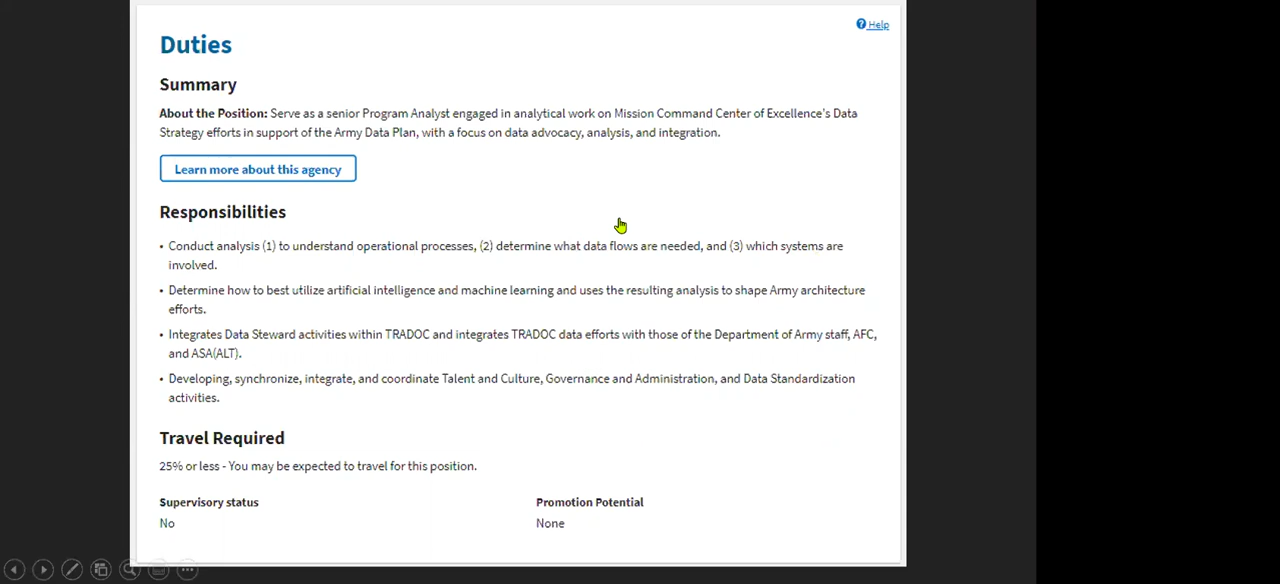 Help
Duties
Summary
About the Position: Serve as a senior Program Analyst engaged in analytical work on Mission Command Center of Excellence's Data
Strategy efforts in support of the Army Data Plan, with a focus on data advocacy, analysis, and integration.
Learn more about this agency
Responsibilities
• Conduct analysis (1) to understand operational processes, (2) determine what data flows are needed, and (3) which systems are
involved.
• Determine how to best utilize artificial intelligence and machine learning and uses the resulting analysis to shape Army architecture
efforts.
• Integrates Data Steward activities within TRADOC and integrates TRADOC data efforts with those of the Department of Army staff, AFC,
and ASA(ALT).
• Developing, synchronize, integrate, and coordinate Talent and Culture, Governance and Administration, and Data Standardization
activities.
Travel Required
25% or less - You may be expected to travel for this position.
Supervisory status
No
Promotion Potential
None